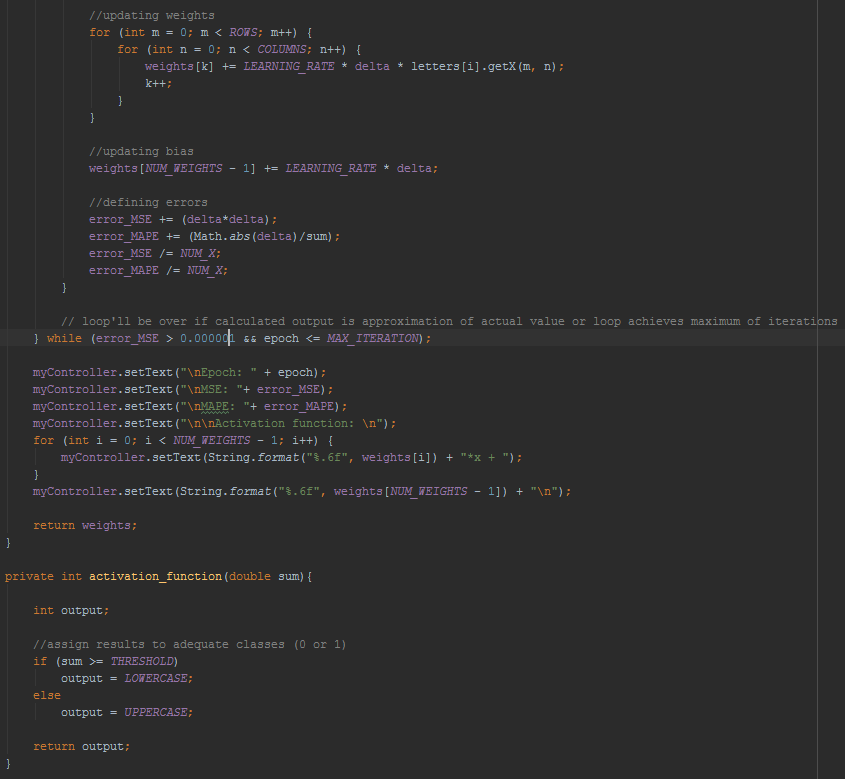 //updating weights
for (int m = 0; m < ROWS; m++) {
for (int n = 0; n < COLUMNS; n++) {
weights[k] += LEARNING_RATE * delta * letters[i].getX(m, n);
k++;
}
}
//updating bias
weights[NUM_WEIGHTS - 1] += LEARNING_RATE * delta;
//defining errors
error_MSE += (delta*delta);
error_MAPE += (Math.abs(delta)/sum);
error_MSE /= NUM_X;
error_MAPE /= NUM_X;
}
// loop'll be over if calculated output is approximation of actual value or loop achieves maximum of iterations
} while (error_MSE > 0.000001 && epoch <= MAX_ITERATION);
myController.setText("\nEpoch: " + epoch);
myController.setText("\nMSE: "+ error_MSE);
myController.setText("\nMAPE: "+ error_MAPE);
myController.setText("\n\nActivation function: \n");
for (int i = 0; i < NUM_WEIGHTS - 1; i++) {
myController.setText(String.format("%.6f", weights[i]) + "*x + ");
}
myController.setText(String.format("%.6f", weights[NUM_WEIGHTS - 1]) + "\n");
return weights;
}
private int activation_function(double sum){
int output;
//assign results to adequate classes (0 or 1)
if (sum >= THRESHOLD)
output = LOWERCASE;
else
output = UPPERCASE;
return output;
}